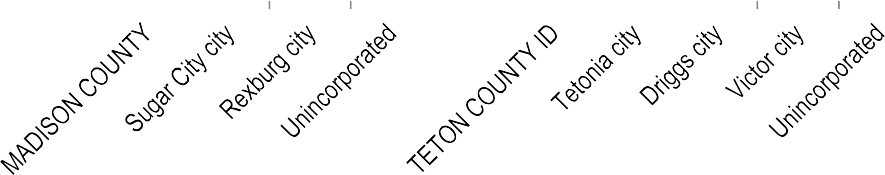 MADISON COUNTY
Sugar City city
Rexburg city
Unincorporated
TETON COUNTY ID
Tetonia city
Driggs city
Victor city
Unincorporated